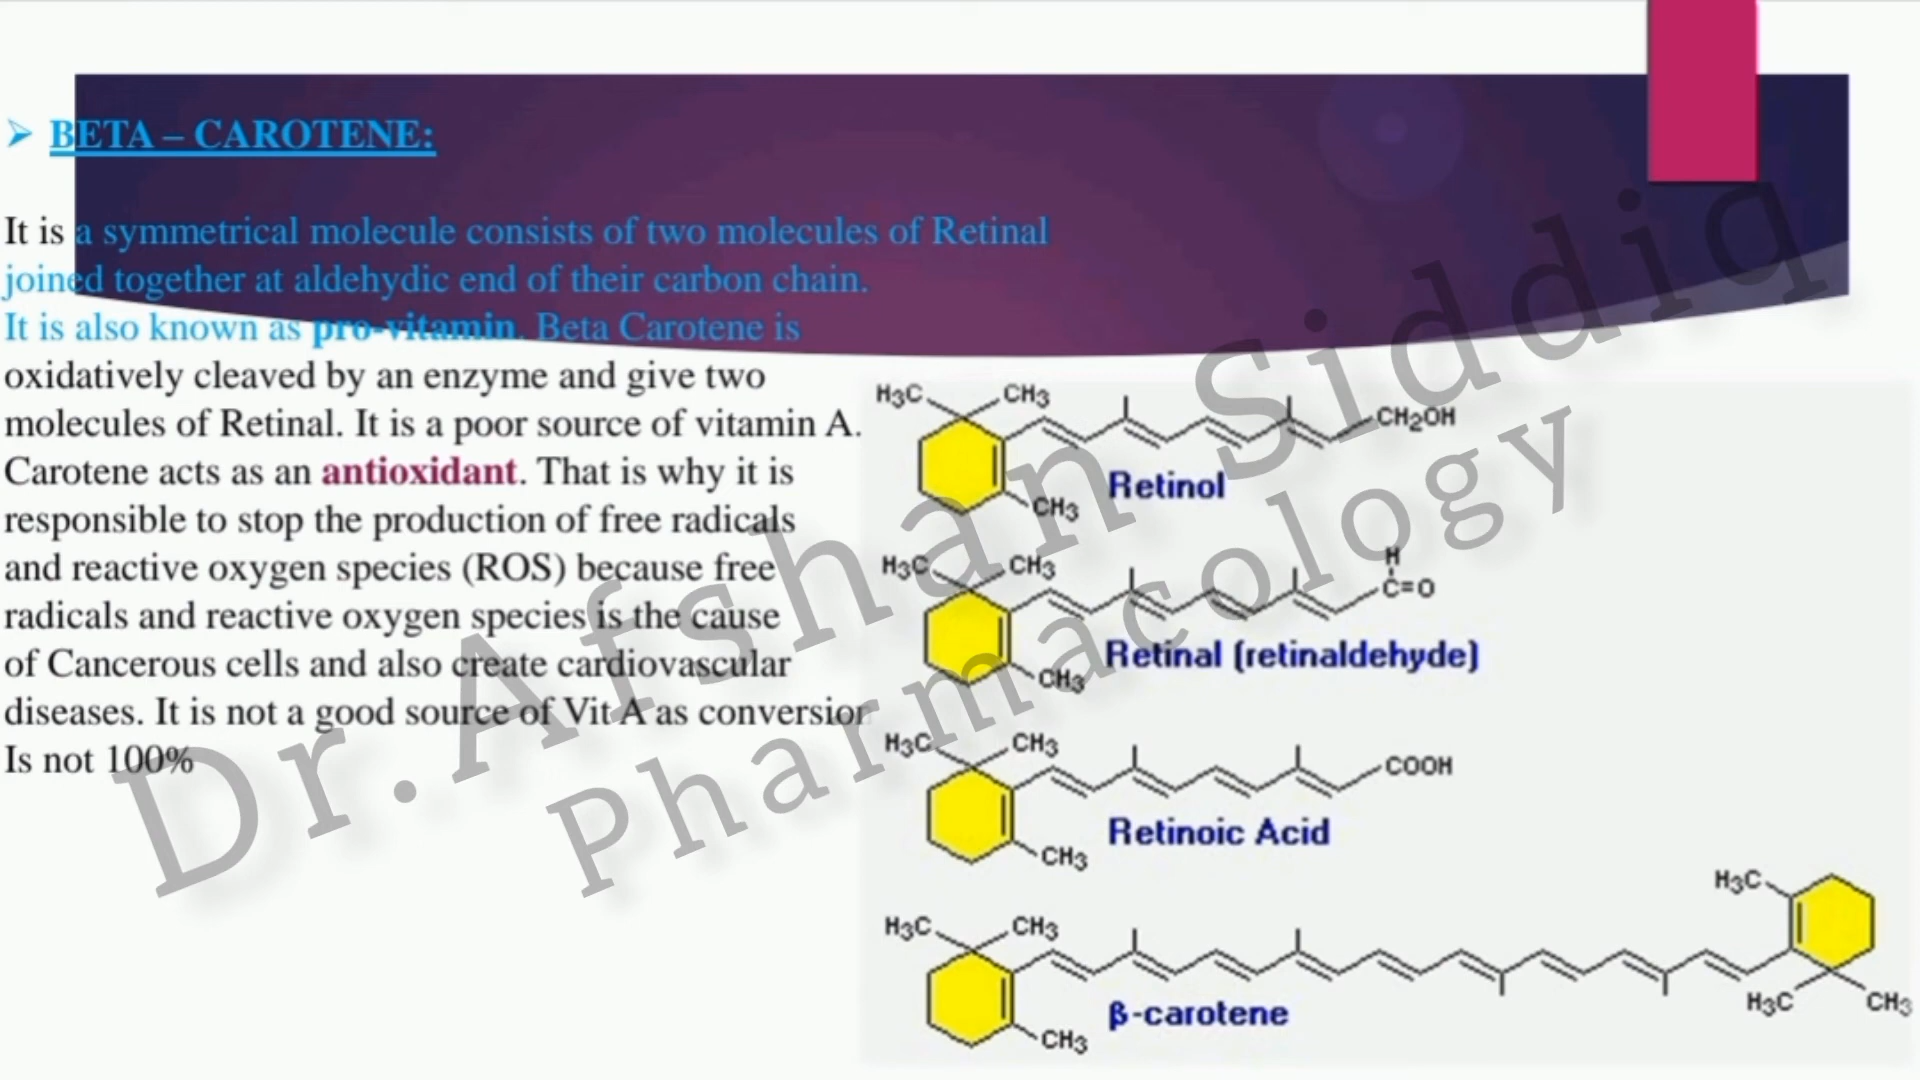 BETA – CAROTENE:
It is a symmetrical molecule consists of two molecules of Retinal
joined together at aldehydic end of their carbon chain.
It is also known as pro-vitamin. Beta Carotene is
oxidatively cleaved by an enzyme and give two
molecules of Retinal. It is a poor source of vitamin A.
Carotene acts as an antioxidant. That is why it is
responsible to stop the production of free radicals
and reactive oxygen species (ROS) because free
radicals and reactive oxygen species is the cause
of Cancerous cells and also create cardiovascular
diseases. It is not a good source of Vit A as conversion
Is not 100%
H3C CH3 CH2OH
CH3
Retinol
H3C CH3 H
C=O
CH3
Retinal (retinaldehyde)
H3C CH3 COOH
CH3
Retinoic Acid
H3C CH3 H3C
CH3 H3C CH3
β-carotene
Dr. Afshan Siddiq
Pharmacology